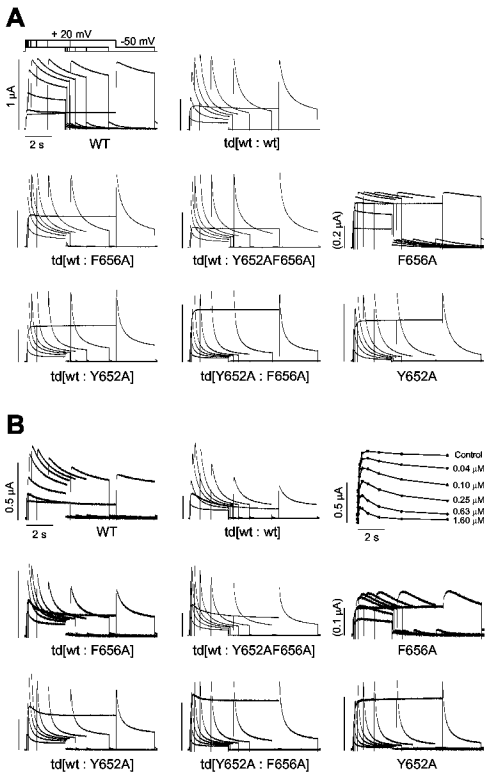 A
+ 20 mV
-50 mV
1 µA
2 s
WT
td[wt : wt]
(0.2 µA)
td[wt : F656A]
td[wt : Y652AF656A]
F656A
td[wt : Y652A]
td[Y652A : F656A]
Y652A
B
0.5 µA
2 s
WT
td[wt : wt]
0.5 µA
Control
0.04 µM
0.10 µM
0.25 µM
0.63 µM
1.60 µM
2 s
(0.1 µA)
td[wt : F656A]
td[wt : Y652AF656A]
F656A
td[wt : Y652A]
td[Y652A : F656A]
Y652A